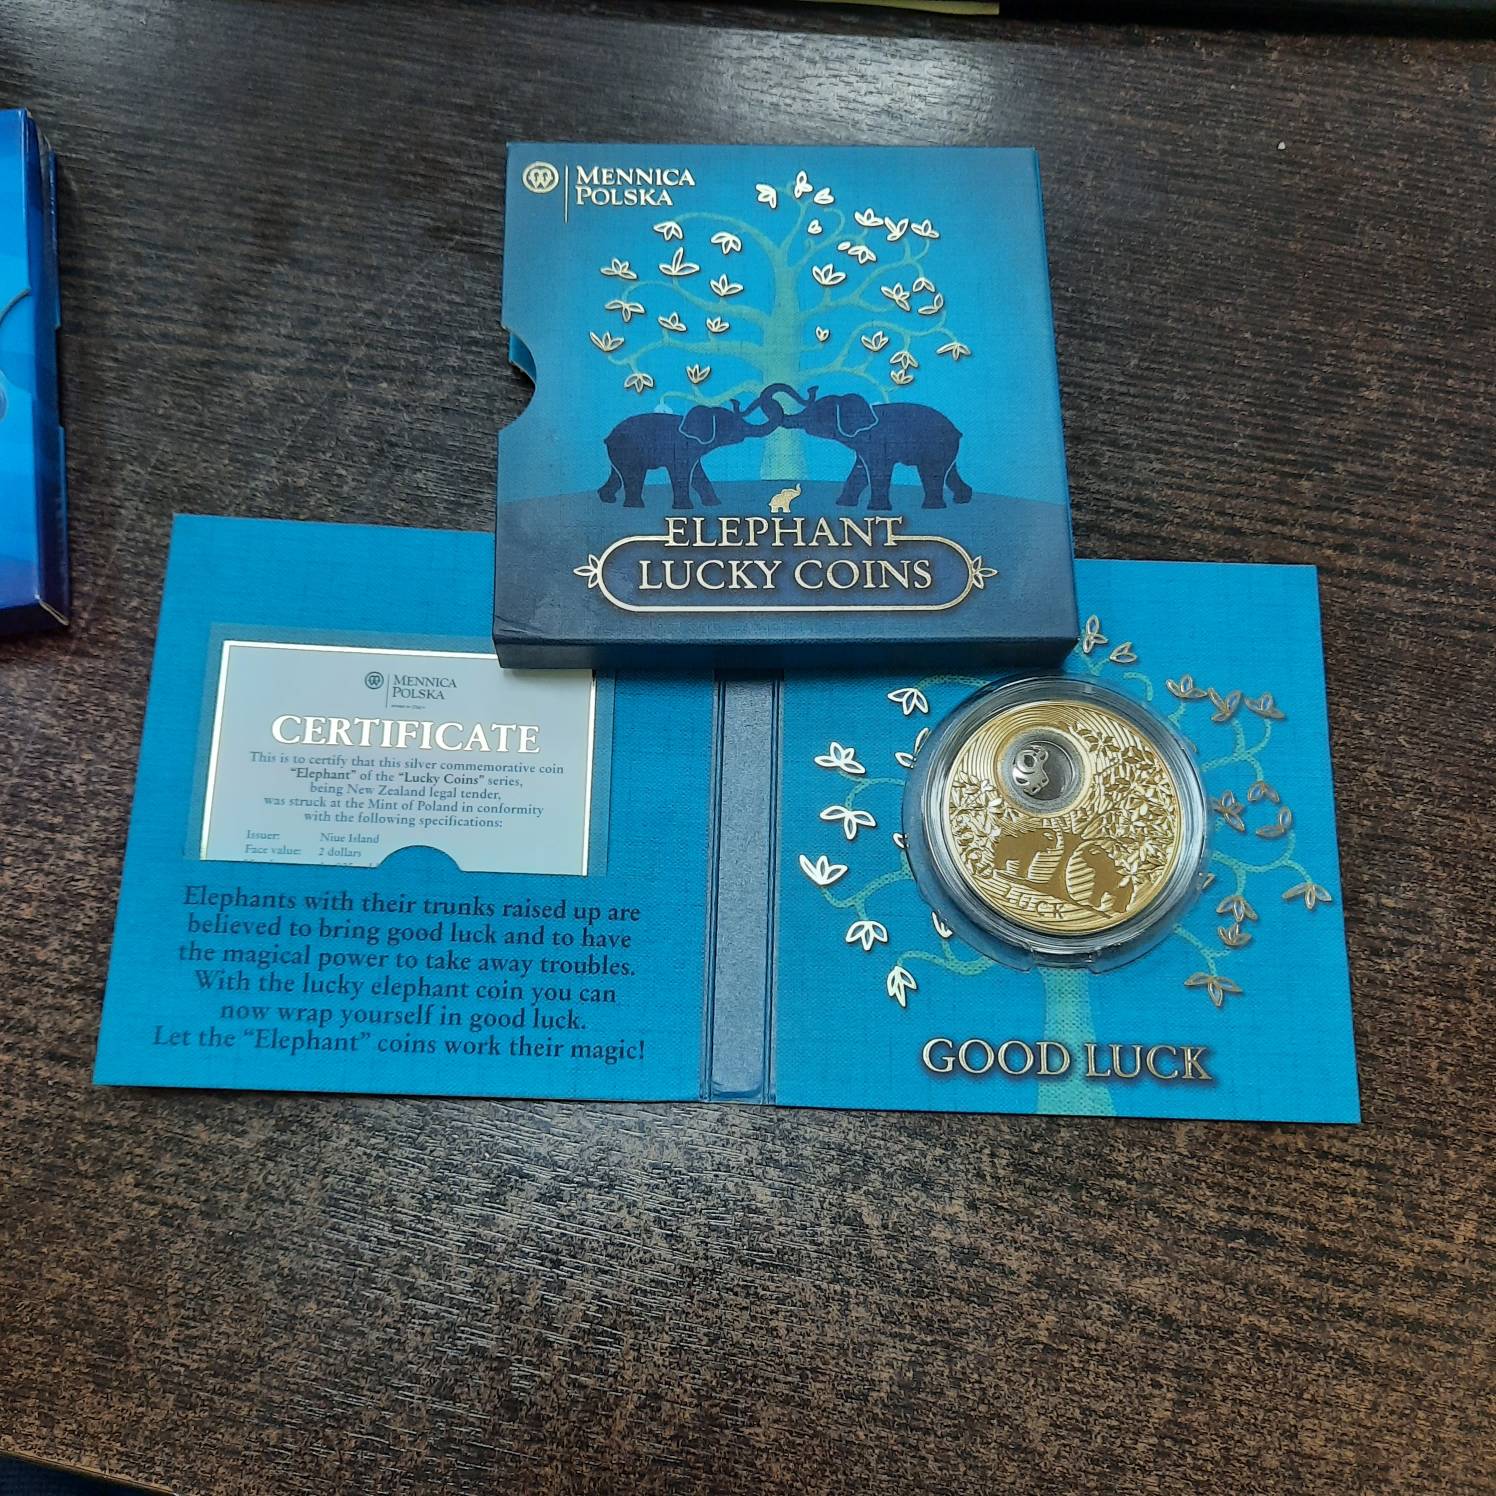 MENNICA
POLSKA
ELEPHANT
LUCKY COINS
MENNICA
POLSKA
CERTIFICATE
This is to certify that this silver commemorative coin
"Elephant" of the "Lucky Coins" series,
being New Zealand legal tender,
was struck at the Mint of Poland in conformity
with the following specifications:
Issuer: Niue Island
Face value: 2 dollars
Elephants with their trunks raised up are
believed to bring good luck and to have
the magical power to take away troubles.
With the lucky elephant coin you can
now wrap yourself in good luck.
Let the “Elephant” coins work their magic!
LUCK
GOOD LUCK